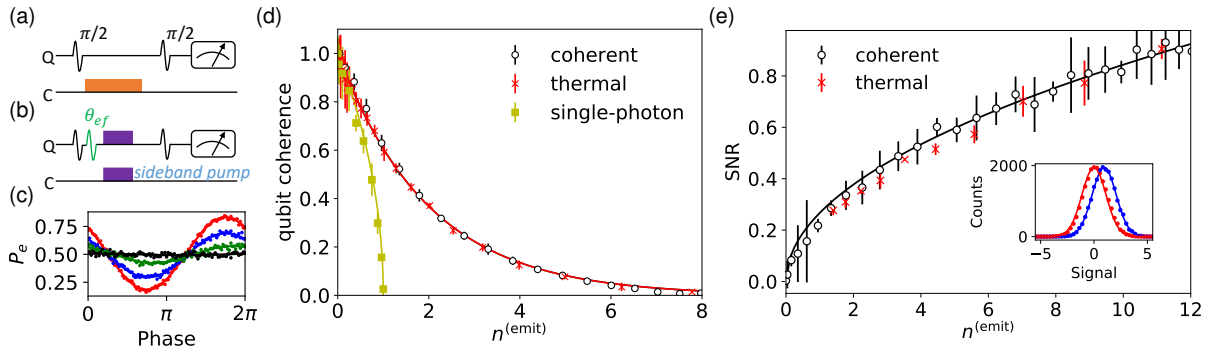 (a)
π/2
π/2
Q
C
(b)
θef
Q
C
sideband pump
(c)
Pe
0.75
0.50
0.25
0
π
2π
Phase
(d)
qubit coherence
1.0
0.8
0.6
0.4
0.2
0.0
coherent
thermal
single-photon
0
2
4
6
8
n(emit)
(e)
SNR
0.8
0.6
0.4
0.2
0.0
coherent
thermal
Counts
2000
0
−5
0
5
Signal
0
2
4
6
8
10
12
n(emit)